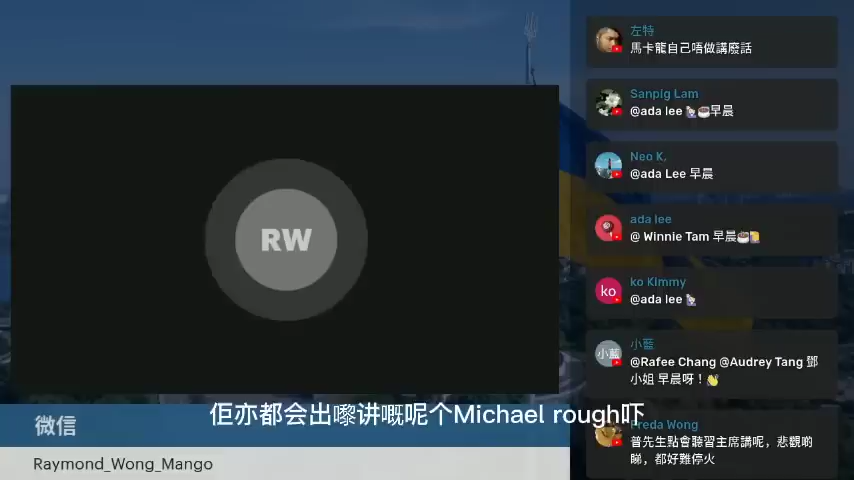 RW
佢亦都会出嚟讲嘅呢个Michael rough吓
微信
Raymond_Wong_Mango
左特
馬卡龍自己唔做講廢話
Sanpig Lam
@ada lee 🙋🏻‍♀️☕早晨
Neo K.
@ada Lee 早晨
ada lee
@ Winnie Tam 早晨☕🍞
ko
ko Kimmy
@ada lee 🙋🏻‍♀️
小藍
小藍
@Rafee Chang @Audrey Tang 鄧
小姐 早晨呀！👋
Freda Wong
普先生點會聽習主席講呢，悲觀啲
睇，都好難停火